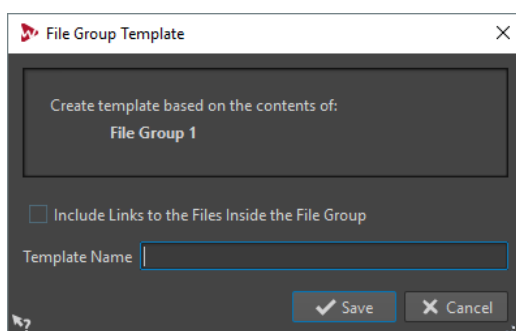 File Group Template
Create template based on the contents of:
File Group 1
Include Links to the Files Inside the File Group
Template Name
Save
Cancel